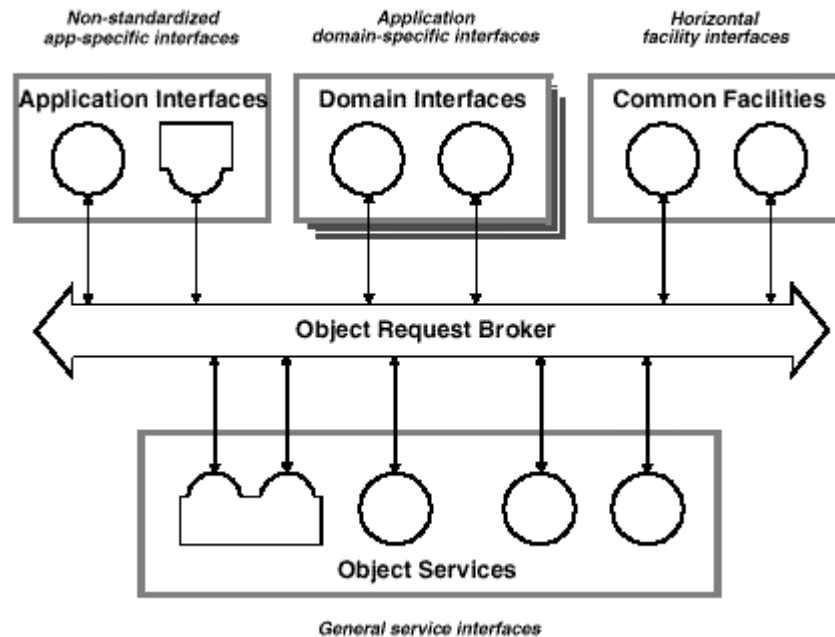 Non-standardized
app-specific interfaces
Application
domain-specific interfaces
Horizontal
facility interfaces
Application Interfaces
Domain Interfaces
Common Facilities
Object Request Broker
Object Services
General service interfaces